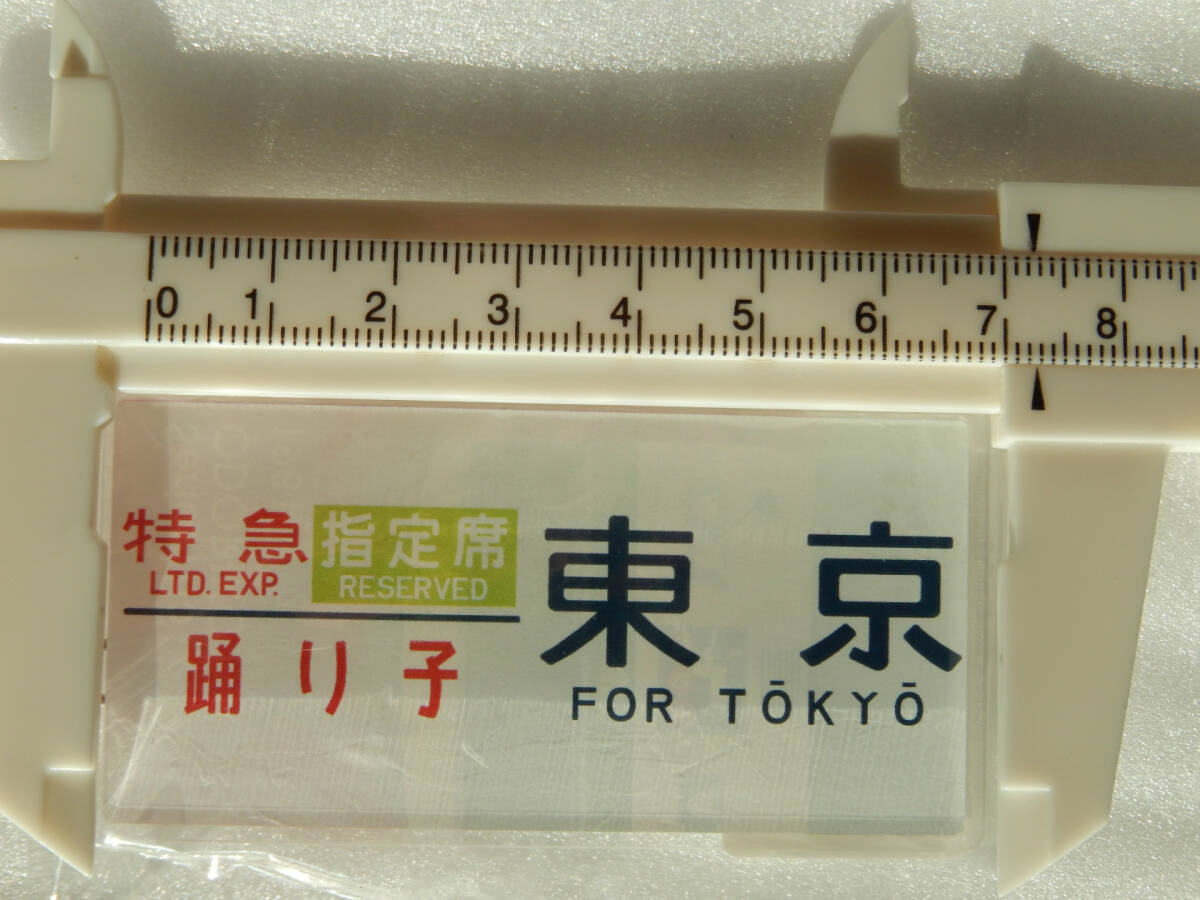 0 1 2 3 4 5 6 7 8
特急 指定席
LTD. EXP. RESERVED
踊り子
東京
FOR TŌKYŌ